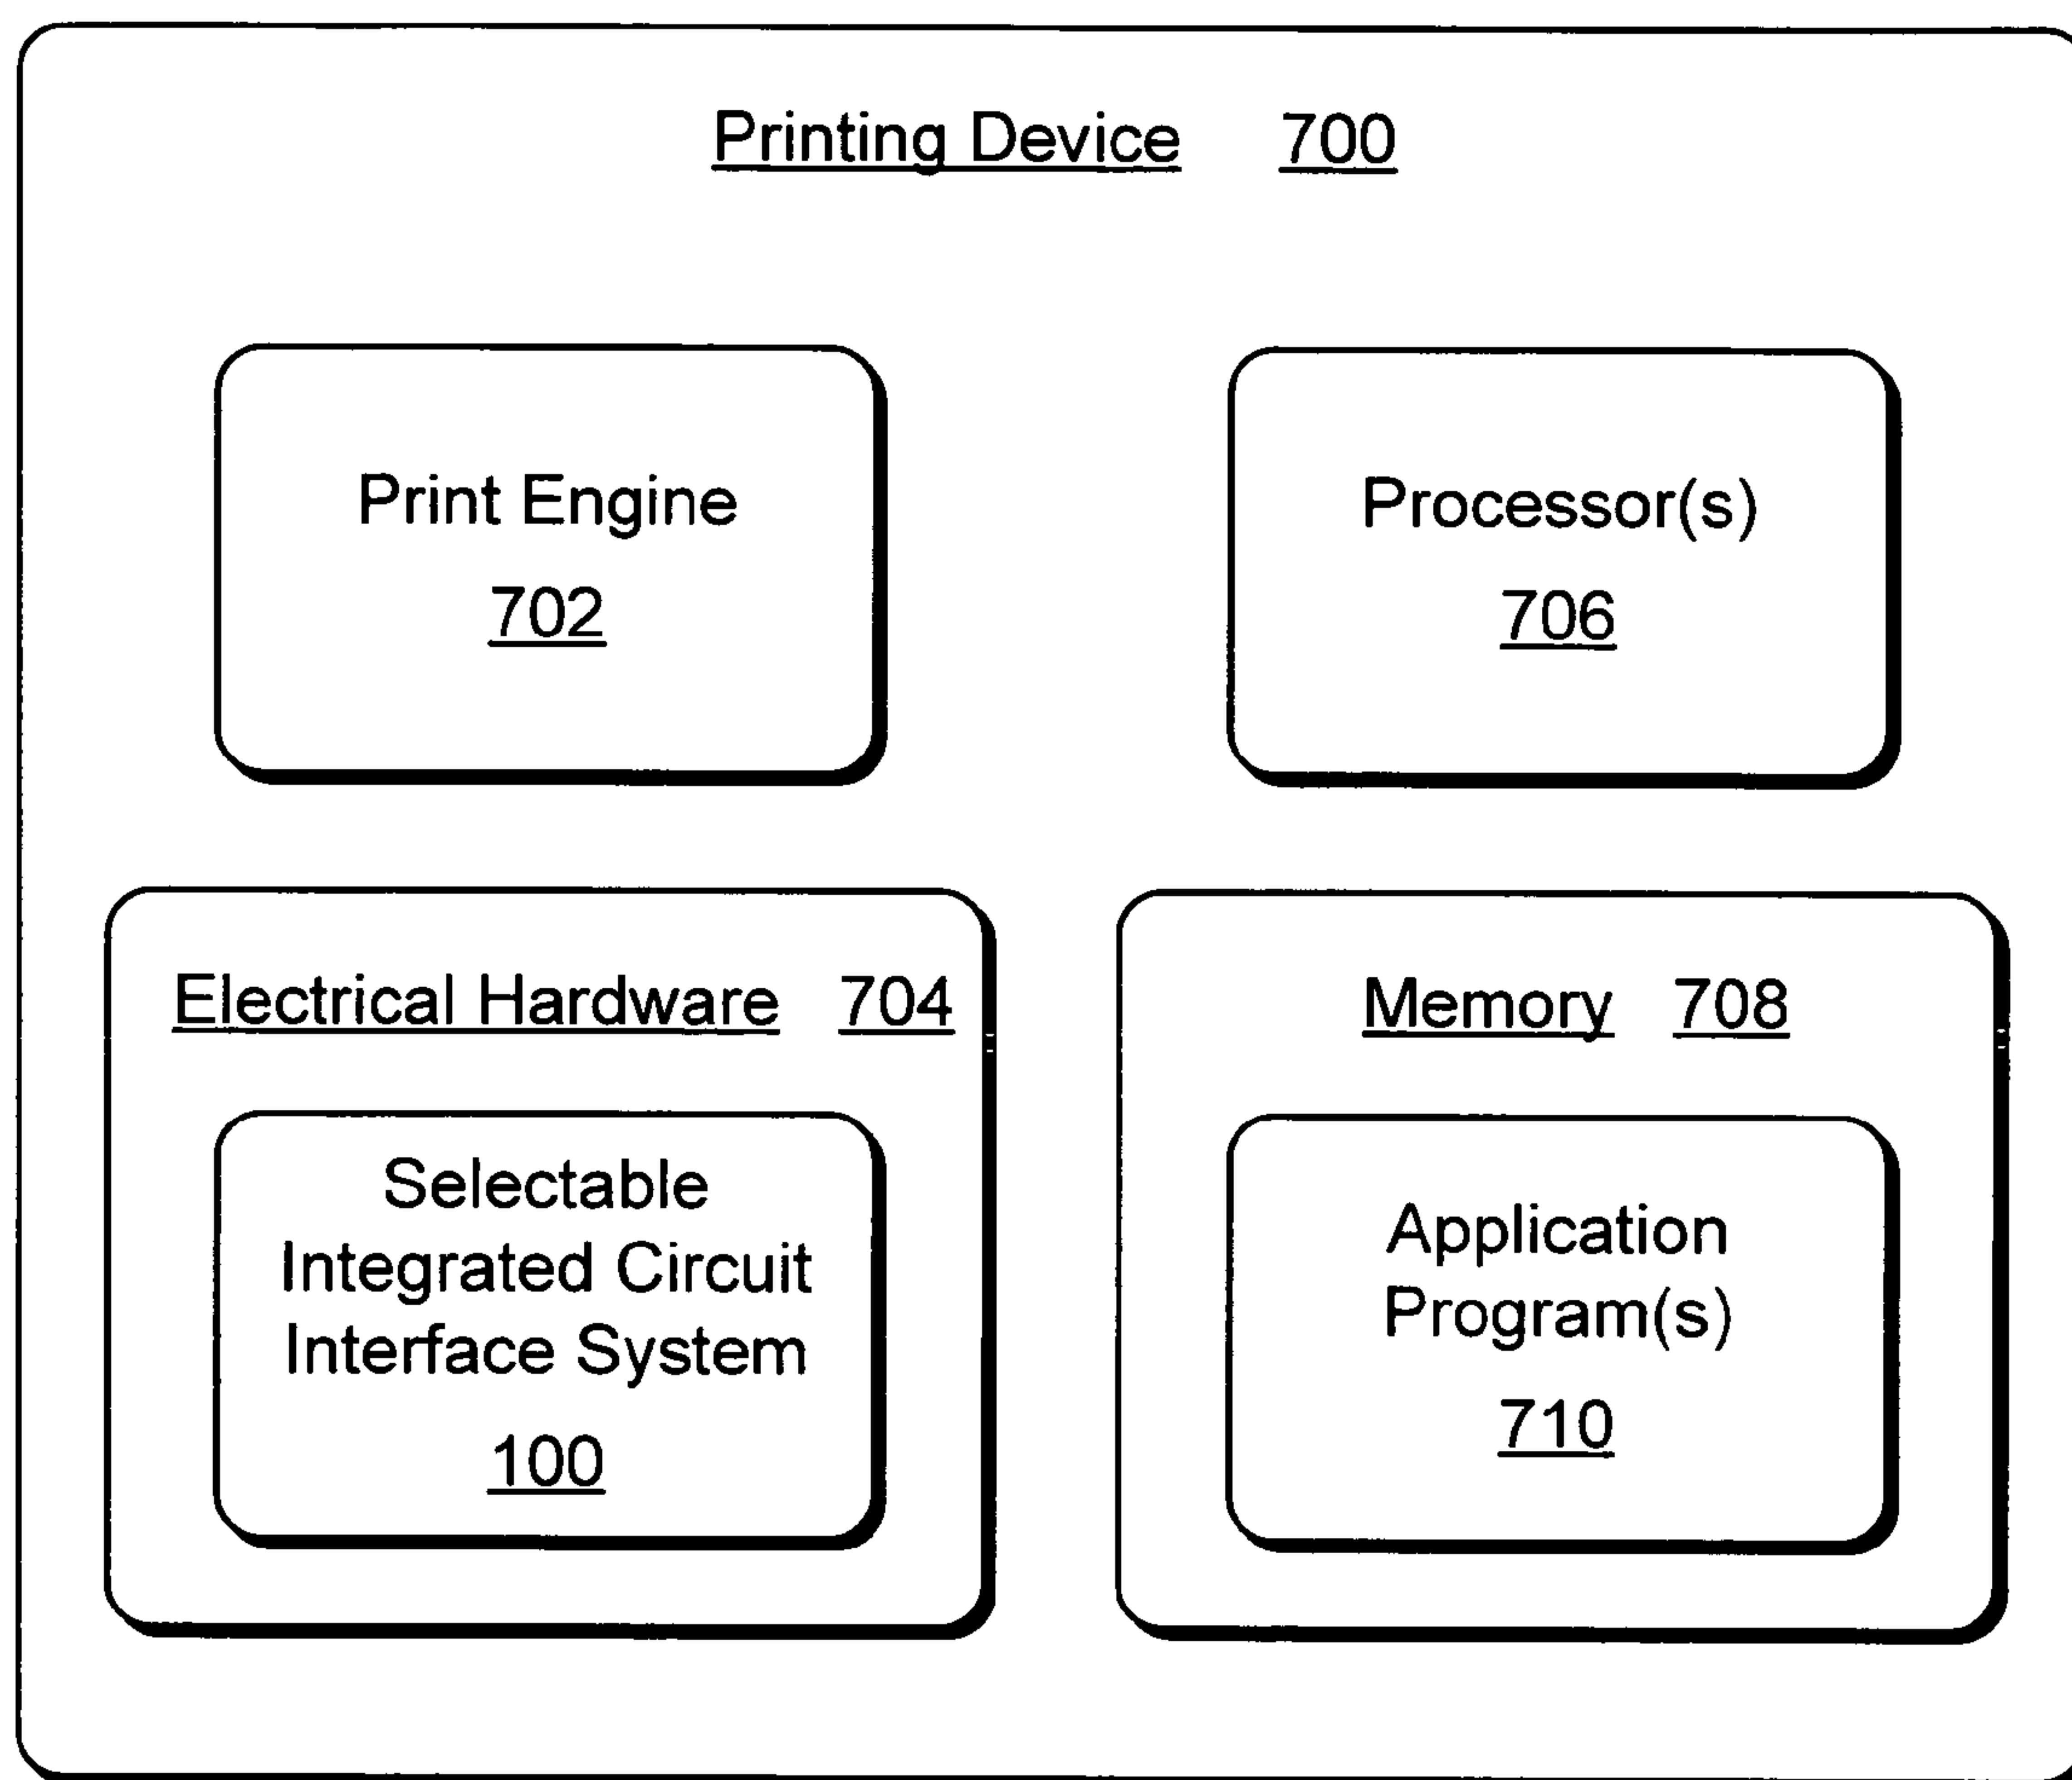 Printing Device 700
Print Engine
702
Processor(s)
706
Electrical Hardware 704
Selectable
Integrated Circuit
Interface System
100
Memory 708
Application
Program(s)
710